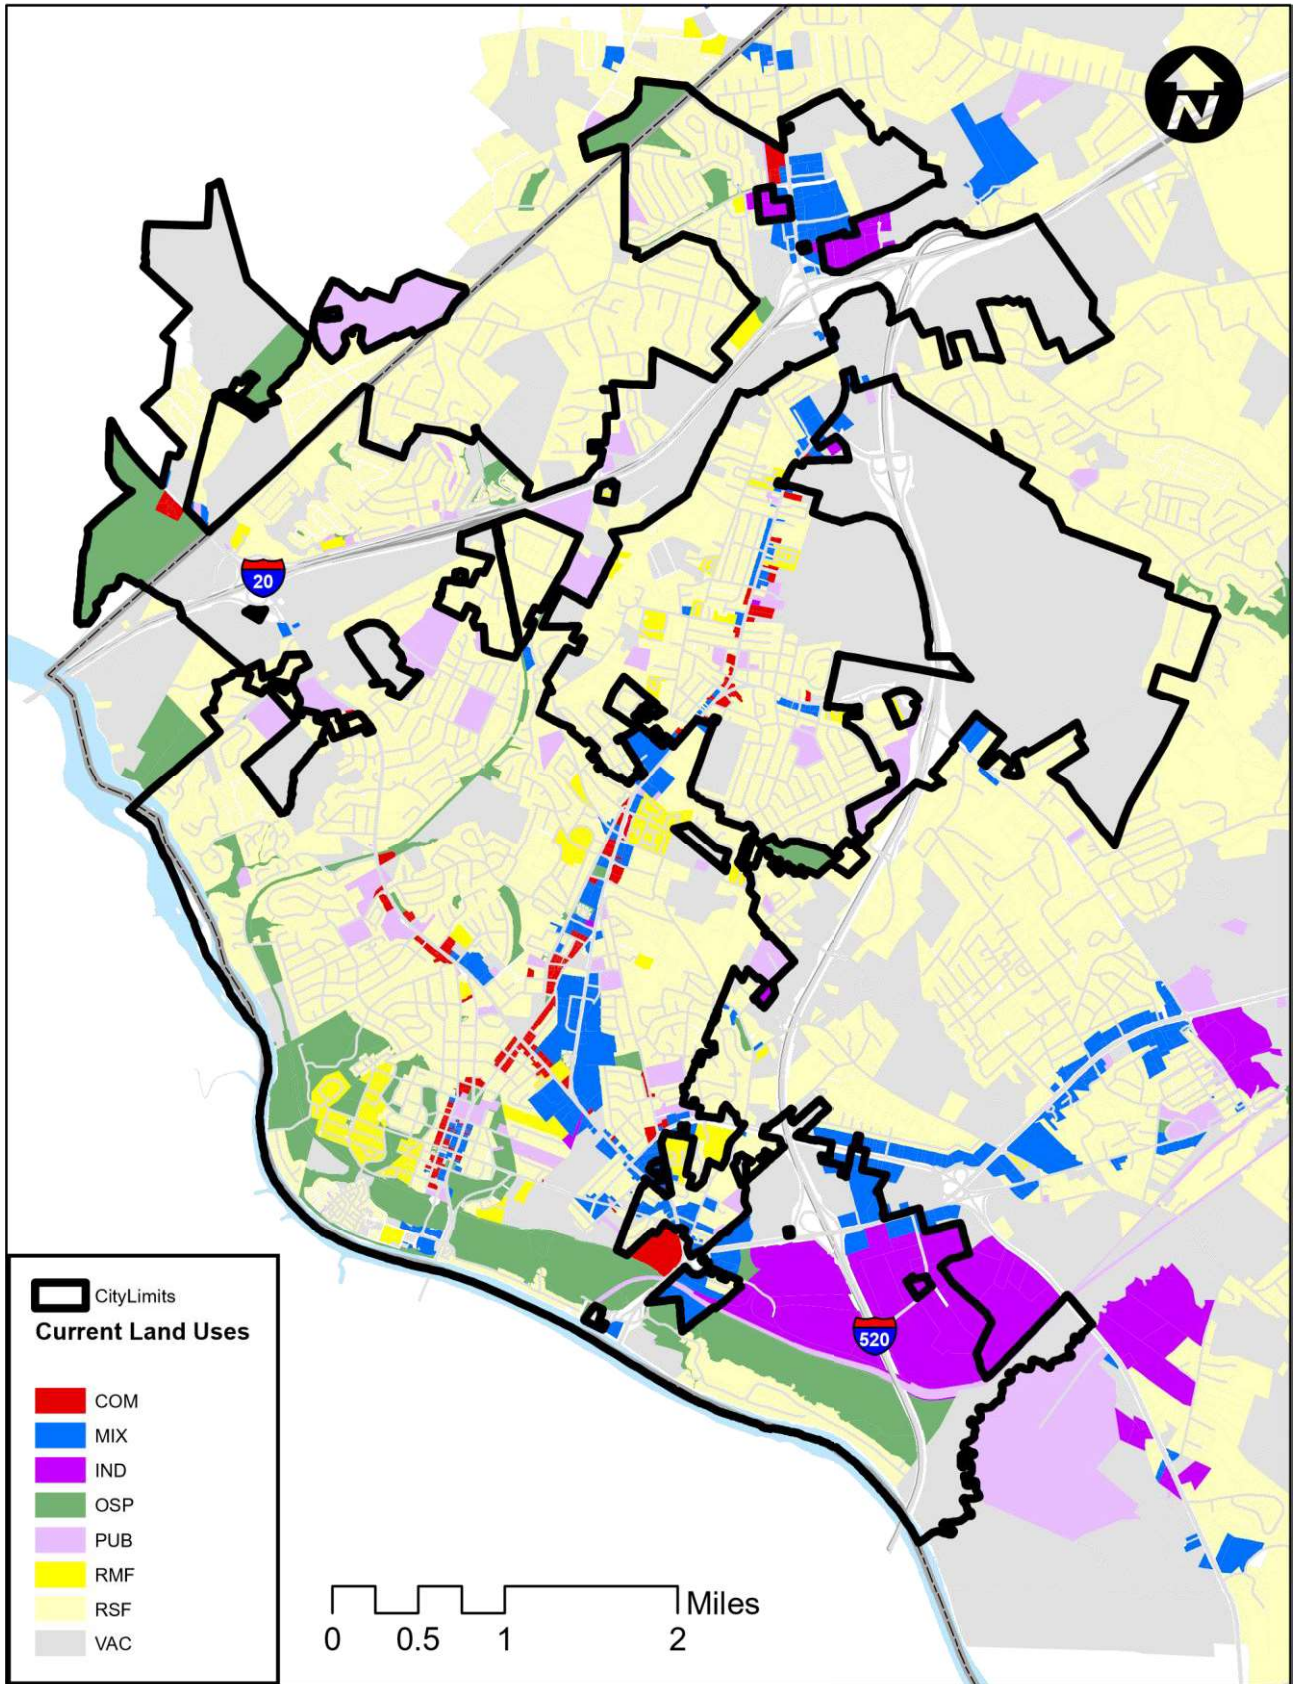 N
20
520
CityLimits
Current Land Uses
COM
MIX
IND
OSP
PUB
RMF
RSF
VAC
Miles
0 0.5 1 2